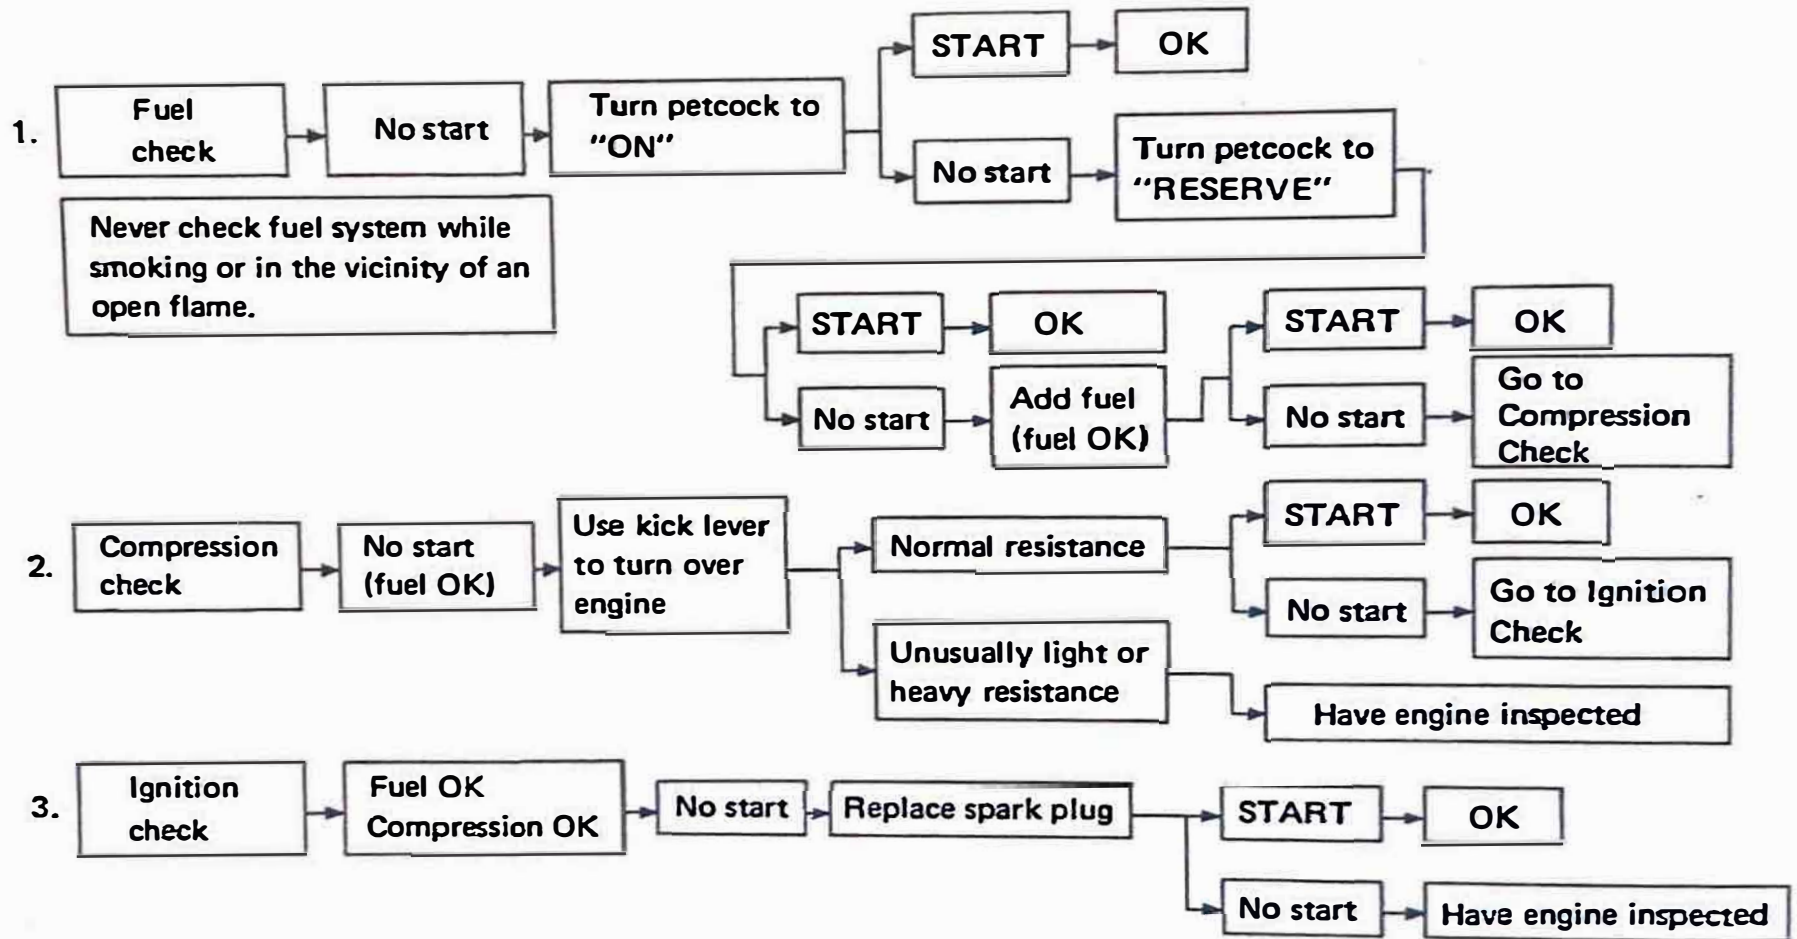 1.
Fuel
check
No start
Turn petcock to
"ON"
START
OK
No start
Turn petcock to
"RESERVE"
Never check fuel system while
smoking or in the vicinity of an
open flame.
START
OK
No start
Add fuel
(fuel OK)
START
OK
No start
Go to
Compression
Check
2.
Compression
check
No start
(fuel OK)
Use kick lever
to turn over
engine
Normal resistance
START
OK
No start
Go to Ignition
Check
Unusually light or
heavy resistance
Have engine inspected
3.
Ignition
check
Fuel OK
Compression OK
No start
Replace spark plug
START
OK
No start
Have engine inspected